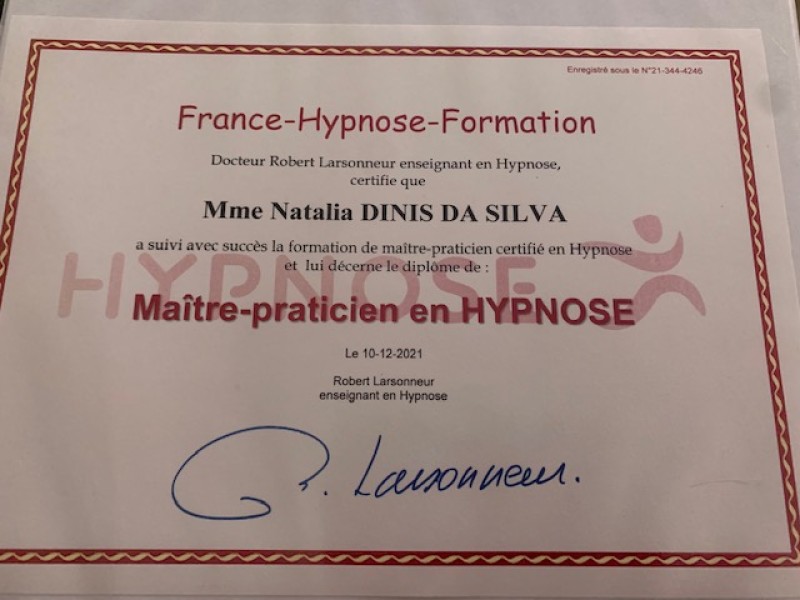 Enregistré sous le N°21-344-4246
France-Hypnose-Formation
Docteur Robert Larsonneur enseignant en Hypnose,
certifie que
Mme Natalia DINIS DA SILVA
a suivi avec succès la formation de maître-praticien certifié en Hypnose
et lui décerne le diplôme de :
HYPNOSE
Maître-praticien en HYPNOSE
Le 10-12-2021
Robert Larsonneur
enseignant en Hypnose
R. Larsonneur.